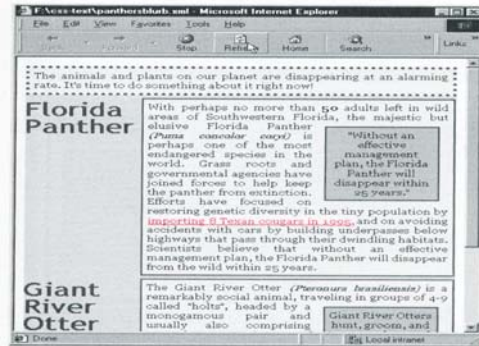 F:\css-test\panthersblurb.xml - Microsoft Internet Explorer
File Edit View Favorites Tools Help
Stop Refresh Home Search Links
The animals and plants on our planet are disappearing at an alarming
rate. It's time to do something about it right now!
Florida
Panther
With perhaps no more than 50 adults left in wild
areas of Southwestern Florida, the majestic but
elusive Florida Panther
(Puma concolor coryi) is
perhaps one of the most
endangered species in the
world. Grass roots and
governmental agencies have
joined forces to help keep
the panther from extinction.
Efforts have focused on
restoring genetic diversity in the tiny population by
importing 8 Texan cougars in 1995, and on avoiding
accidents with cars by building underpasses below
highways that pass through their dwindling habitats.
Scientists believe that without an effective
management plan, the Florida Panther will disappear
from the wild within 25 years.
"Without an
effective
management
plan, the Florida
Panther will
disappear within
25 years."
Giant
River
Otter
The Giant River Otter (Pteronura brasiliensis) is a
remarkably social animal, traveling in groups of 4-9
called "holts", headed by a
monogamous pair and
usually also comprising
Giant River Otters
hunt, groom, and
Done Local intranet